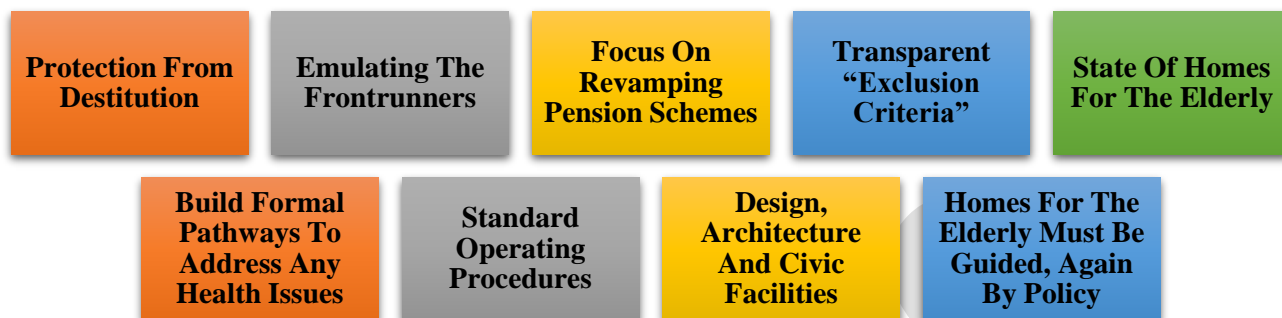 Protection From
Destitution
Emulating The
Frontrunners
Focus On
Revamping
Pension Schemes
Transparent
“Exclusion
Criteria”
State Of Homes
For The Elderly
Build Formal
Pathways To
Address Any
Health Issues
Standard
Operating
Procedures
Design,
Architecture
And Civic
Facilities
Homes For The
Elderly Must Be
Guided, Again
By Policy